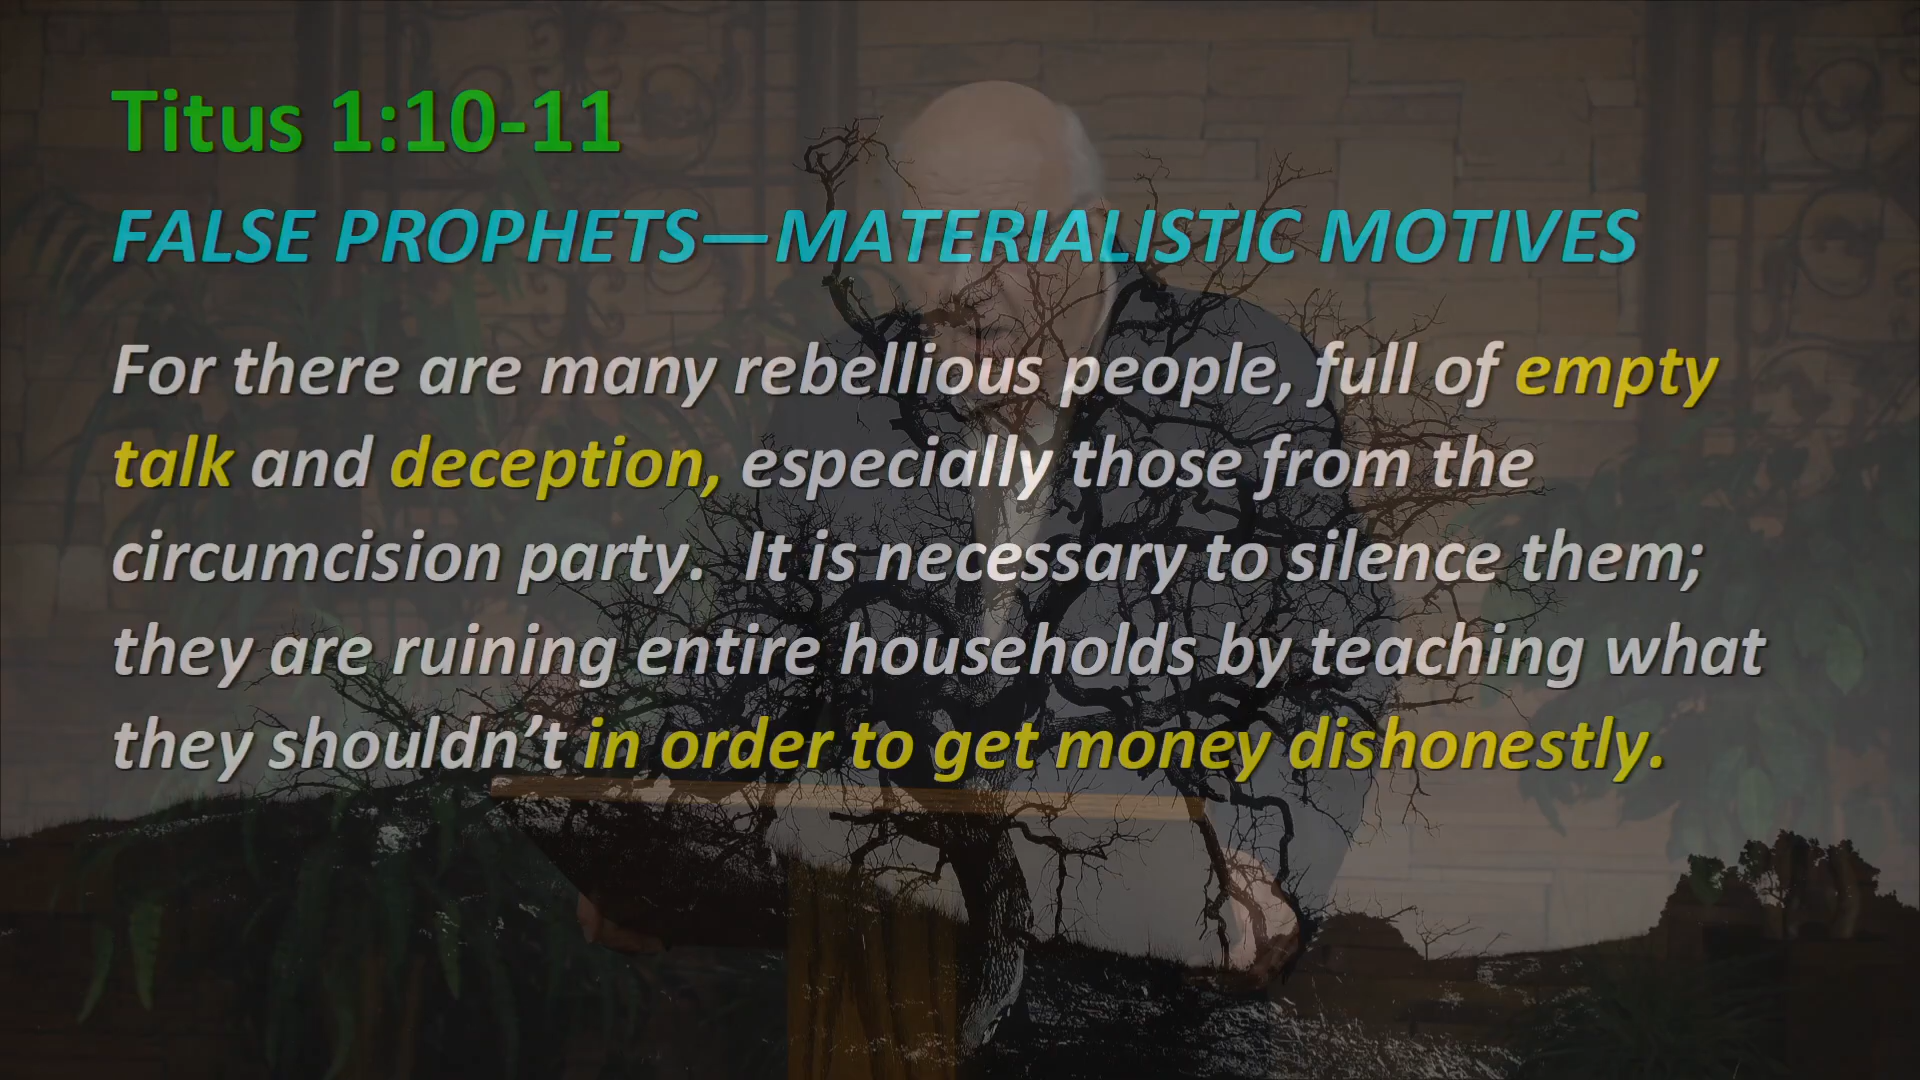 Titus 1:10-11
FALSE PROPHETS—MATERIALISTIC MOTIVES
For there are many rebellious people, full of empty
talk and deception, especially those from the
circumcision party.  It is necessary to silence them;
they are ruining entire households by teaching what
they shouldn’t in order to get money dishonestly.